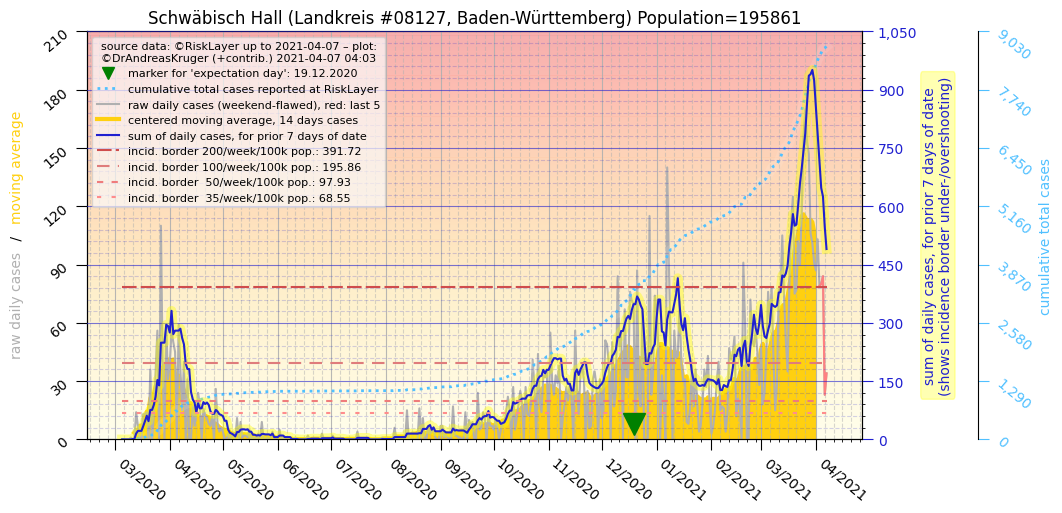 Schwäbisch Hall (Landkreis #08127, Baden-Württemberg) Population=195861
source data: ©RiskLayer up to 2021-04-07 – plot:
©DrAndreasKruger (+contrib.) 2021-04-07 04:03
marker for 'expectation day': 19.12.2020
cumulative total cases reported at RiskLayer
raw daily cases (weekend-flawed), red: last 5
centered moving average, 14 days cases
sum of daily cases, for prior 7 days of date
incid. border 200/week/100k pop.: 391.72
incid. border 100/week/100k pop.: 195.86
incid. border  50/week/100k pop.: 97.93
incid. border  35/week/100k pop.: 68.55
raw daily cases  /  moving average
210
180
150
120
90
60
30
0
03/2020
04/2020
05/2020
06/2020
07/2020
08/2020
09/2020
10/2020
11/2020
12/2020
01/2021
02/2021
03/2021
04/2021
1,050
900
750
600
450
300
150
0
sum of daily cases, for prior 7 days of date
(shows incidence border under-/overshooting)
9,030
7,740
6,450
5,160
3,870
2,580
1,290
0
cumulative total cases